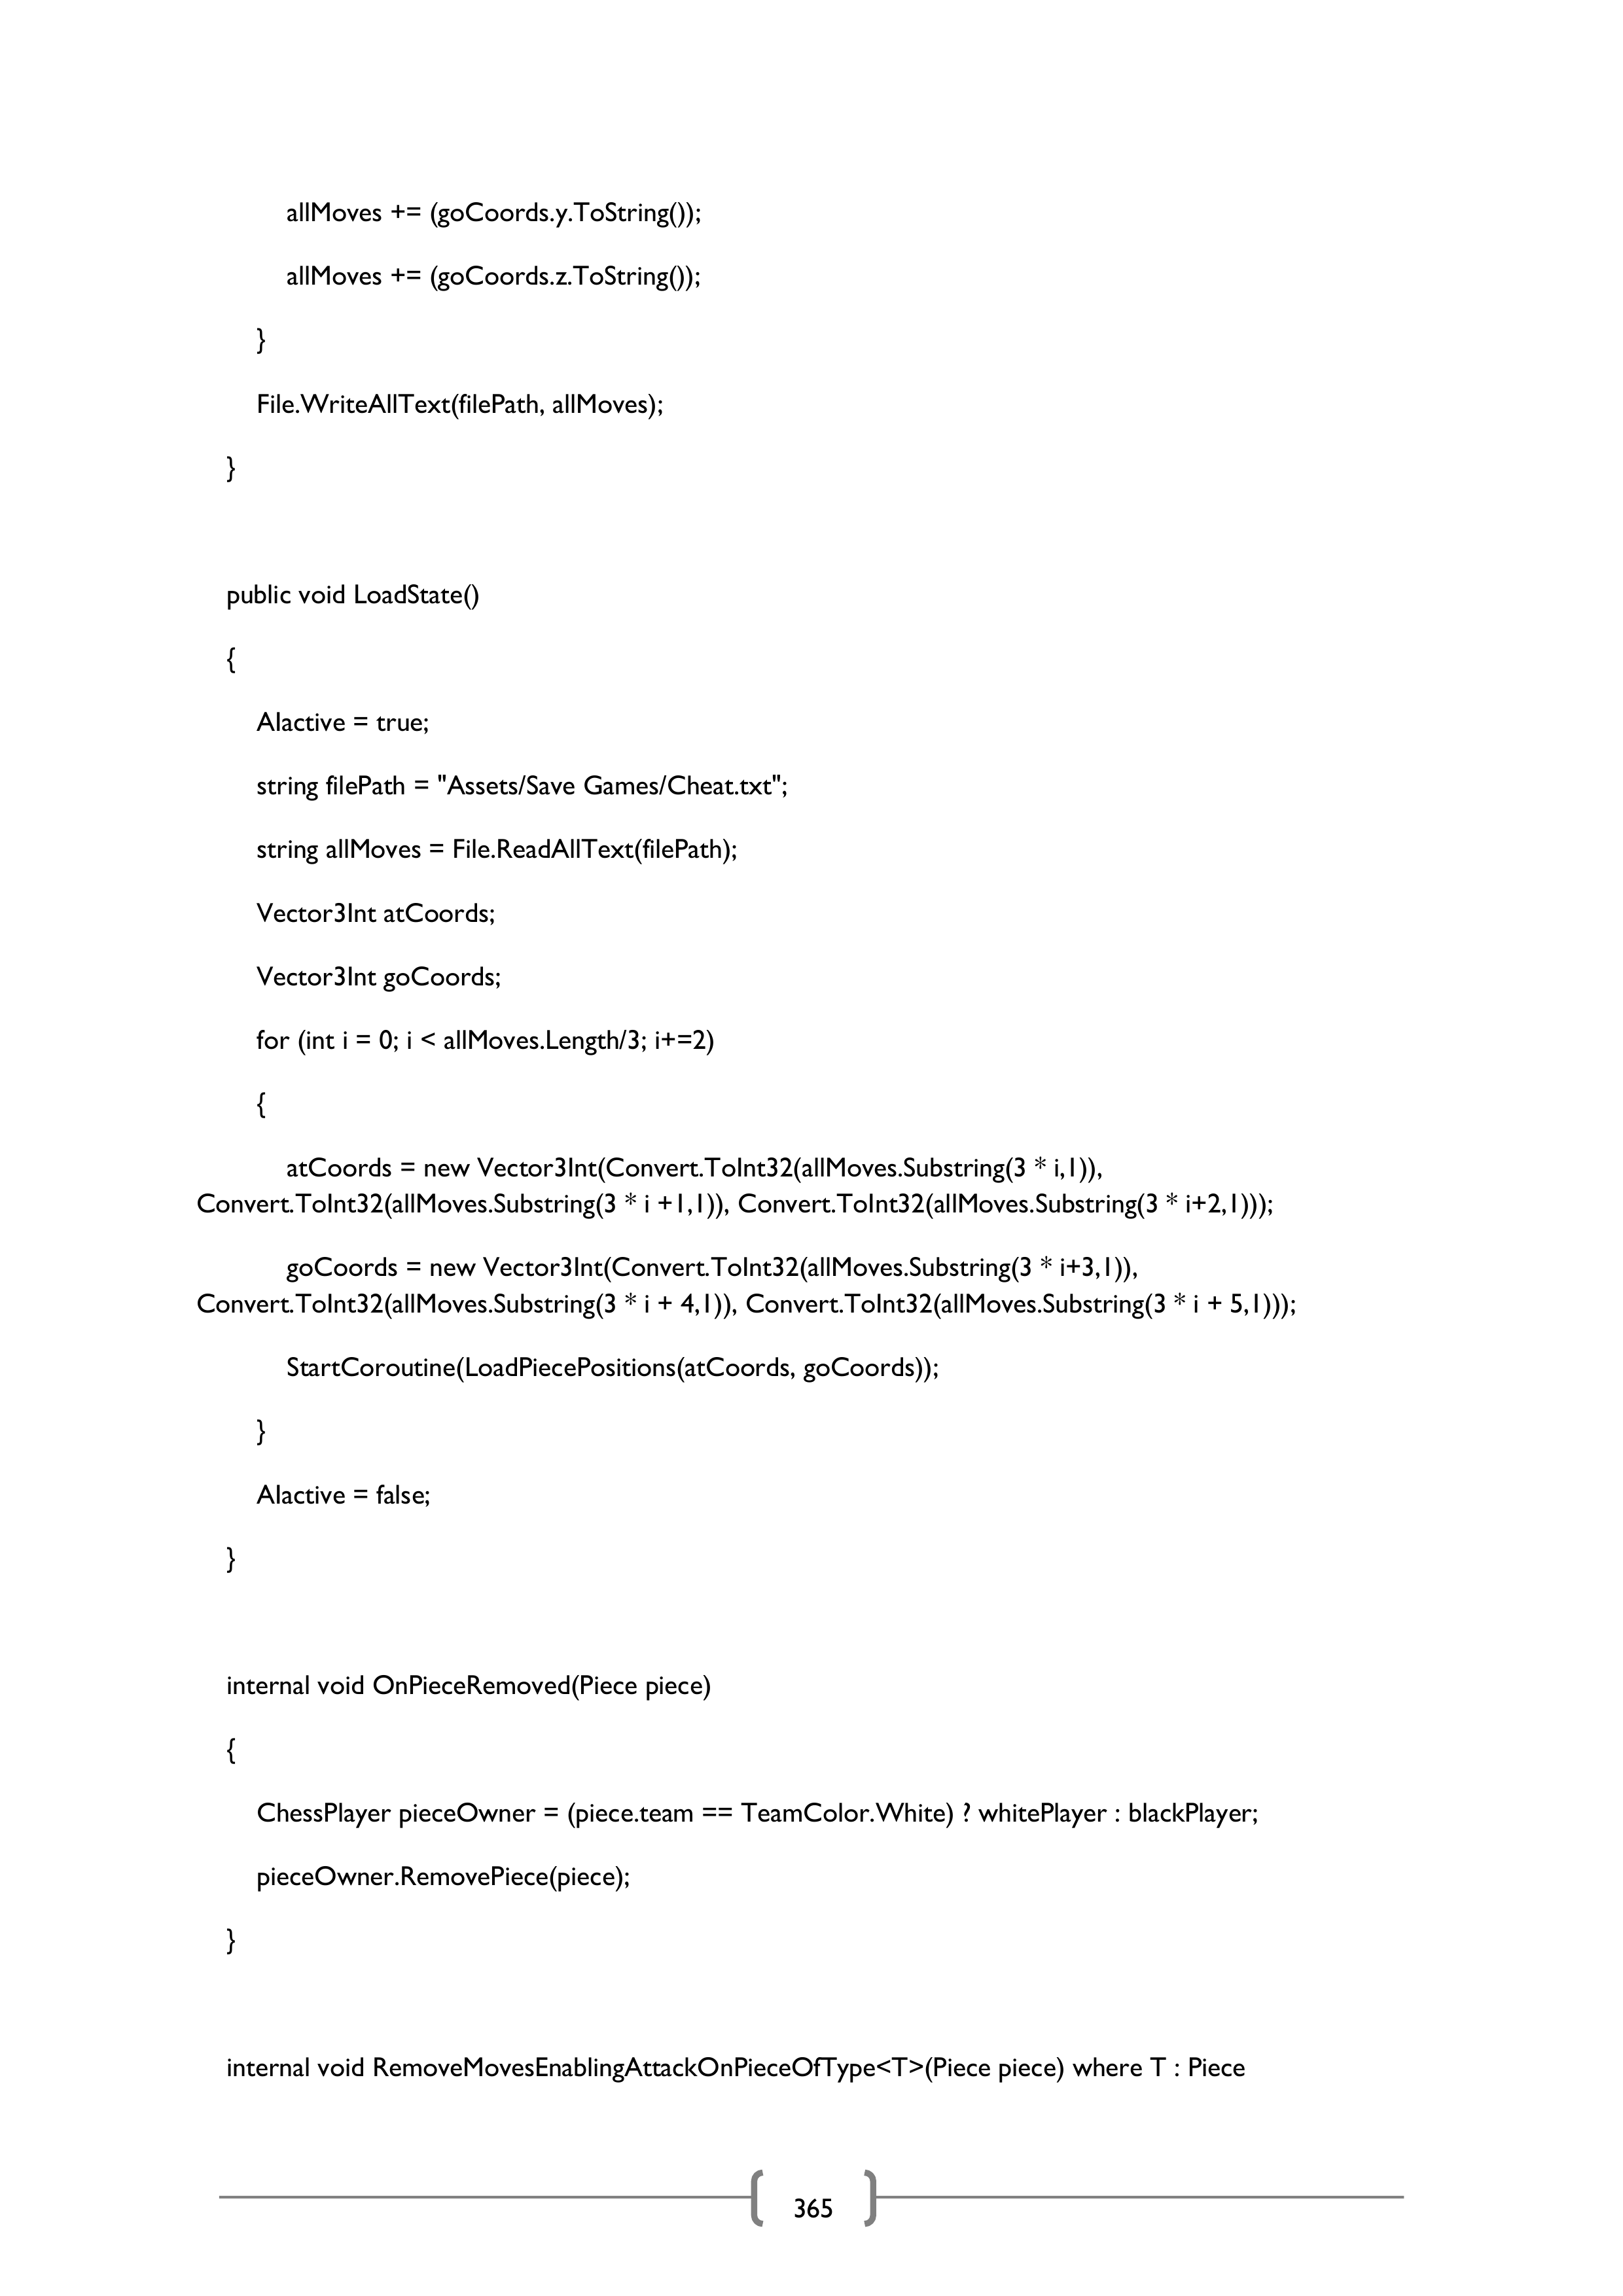 allMoves += (goCoords.y.ToString());
allMoves += (goCoords.z.ToString());
}
File.WriteAllText(filePath, allMoves);
}
public void LoadState()
{
AIactive = true;
string filePath = "Assets/Save Games/Cheat.txt";
string allMoves = File.ReadAllText(filePath);
Vector3Int atCoords;
Vector3Int goCoords;
for (int i = 0; i < allMoves.Length/3; i+=2)
{
atCoords = new Vector3Int(Convert.ToInt32(allMoves.Substring(3 * i,1)),
Convert.ToInt32(allMoves.Substring(3 * i +1,1)), Convert.ToInt32(allMoves.Substring(3 * i+2,1)));
goCoords = new Vector3Int(Convert.ToInt32(allMoves.Substring(3 * i+3,1)),
Convert.ToInt32(allMoves.Substring(3 * i + 4,1)), Convert.ToInt32(allMoves.Substring(3 * i + 5,1)));
StartCoroutine(LoadPiecePositions(atCoords, goCoords));
}
AIactive = false;
}
internal void OnPieceRemoved(Piece piece)
{
ChessPlayer pieceOwner = (piece.team == TeamColor.White) ? whitePlayer : blackPlayer;
pieceOwner.RemovePiece(piece);
}
internal void RemoveMovesEnablingAttackOnPieceOfType<T>(Piece piece) where T : Piece
365